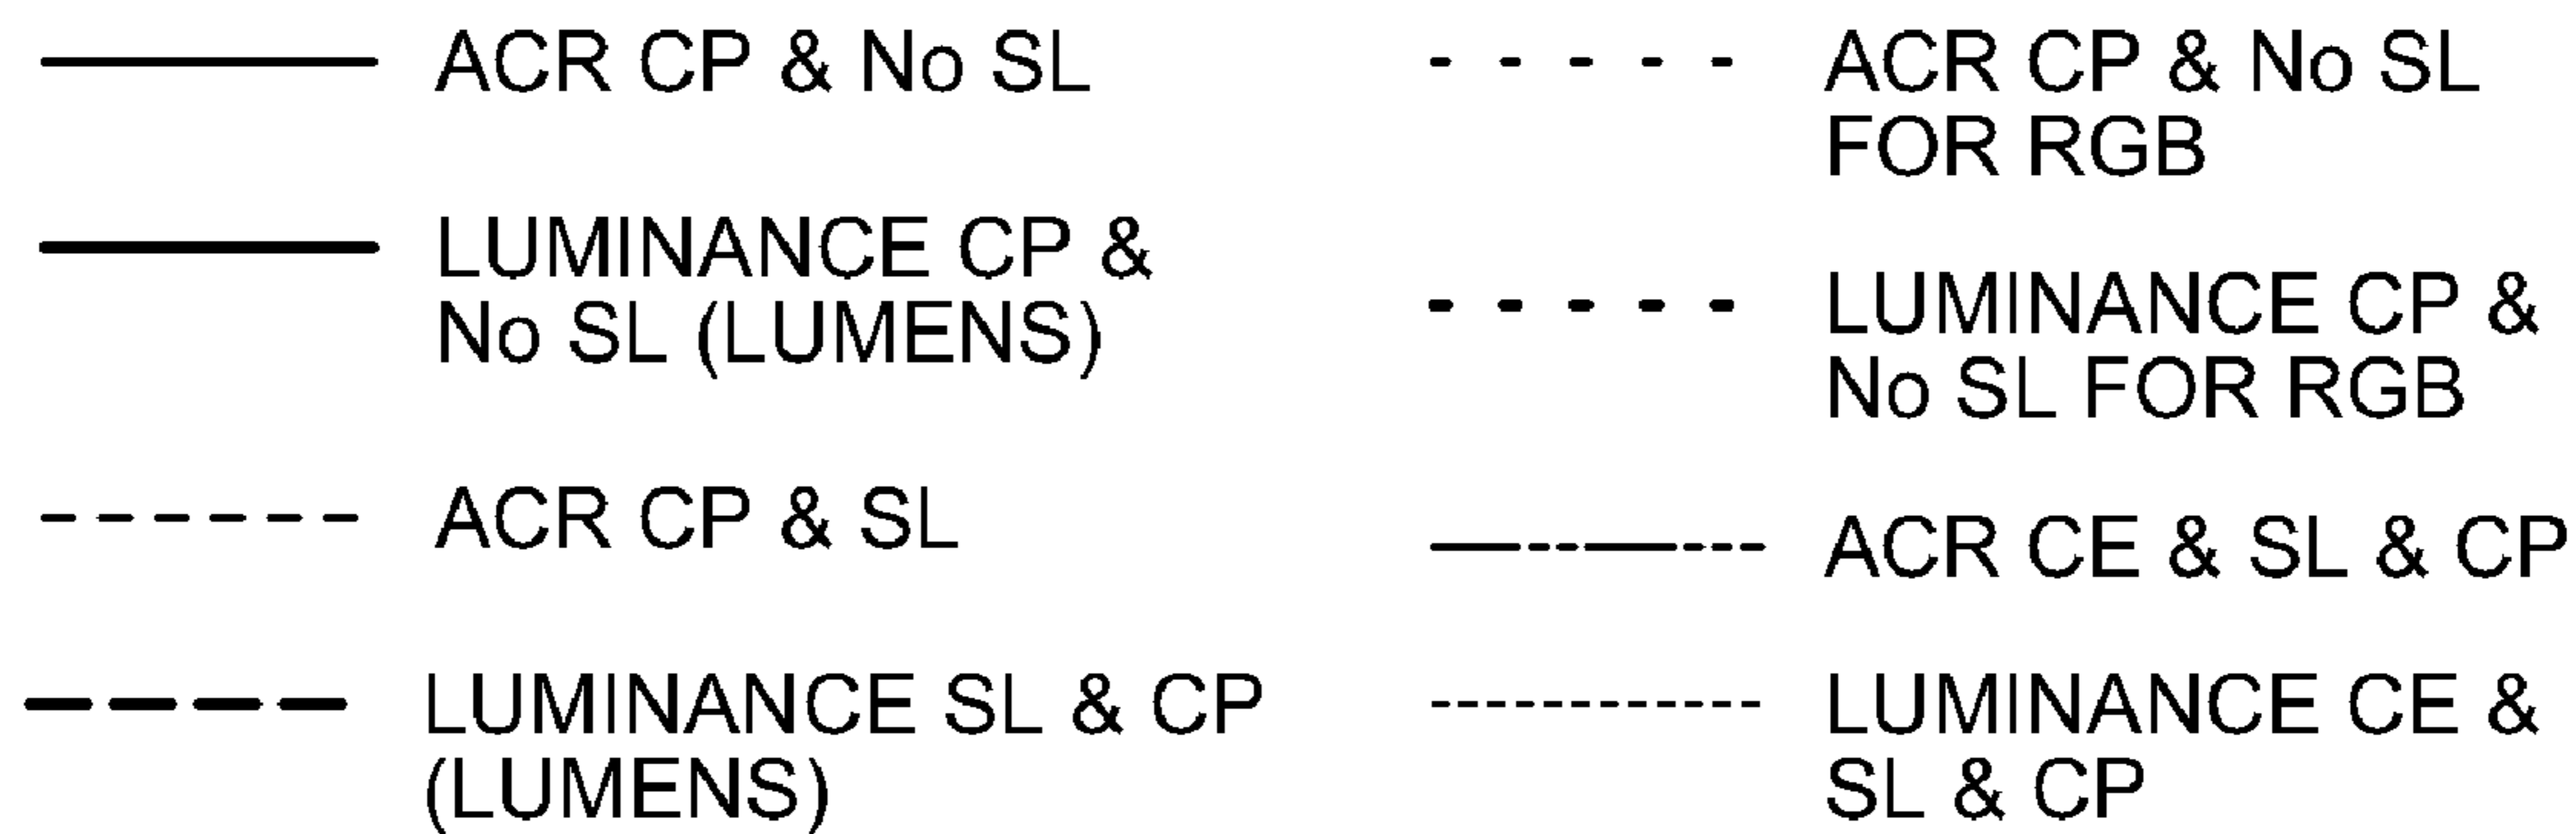 ACR CP & No SL
LUMINANCE CP &
No SL (LUMENS)
ACR CP & SL
LUMINANCE SL & CP
(LUMENS)
ACR CP & No SL
FOR RGB
LUMINANCE CP &
No SL FOR RGB
ACR CE & SL & CP
LUMINANCE CE &
SL & CP